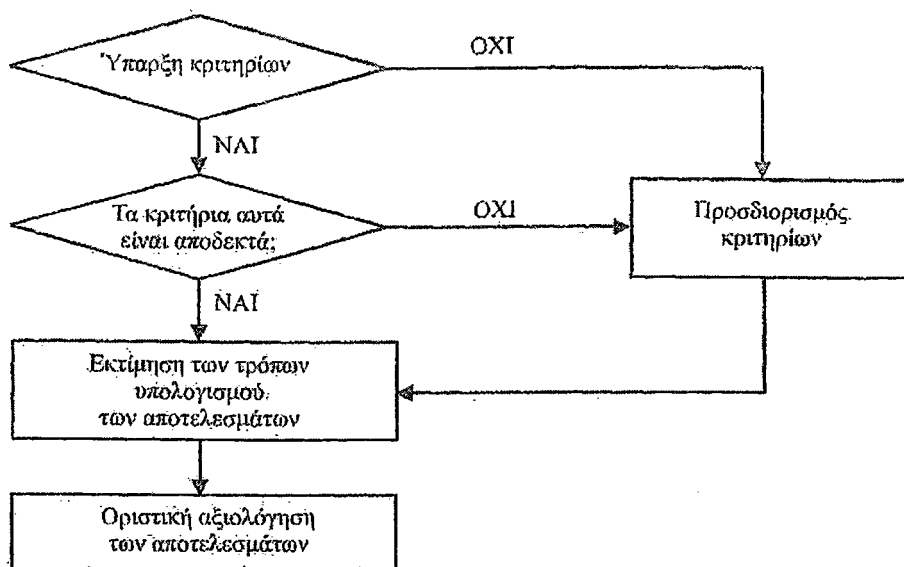 Ύπαρξη κριτηρίων
ΟΧΙ
ΝΑΙ
Τα κριτήρια αυτά
είναι αποδεκτά;
ΟΧΙ
Προσδιορισμός
κριτηρίων
ΝΑΙ
Εκτίμηση των τρόπων
υπολογισμού
των αποτελεσμάτων
Οριστική αξιολόγηση
των αποτελεσμάτων